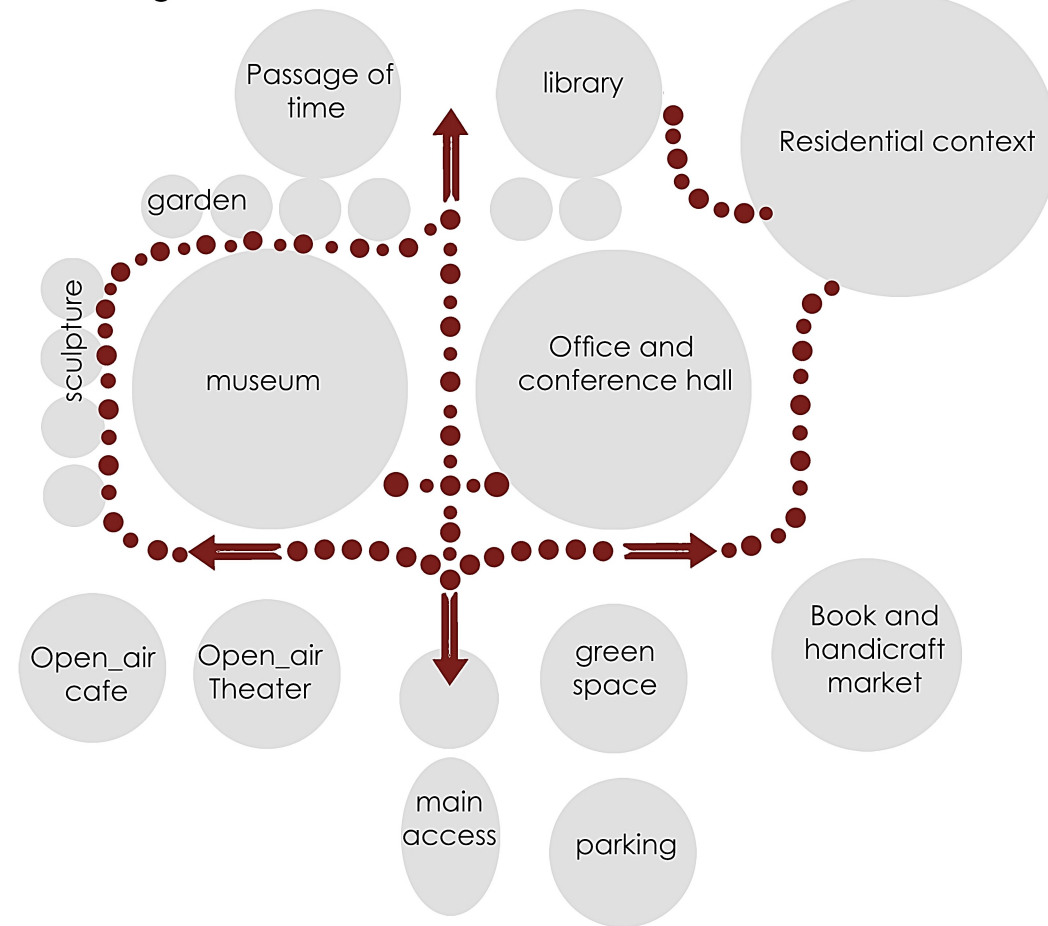 Passage of
time
library
Residential context
garden
sculpture
museum
Office and
conference hall
Open_air
cafe
Open_air
Theater
green
space
Book and
handicraft
market
main
access
parking